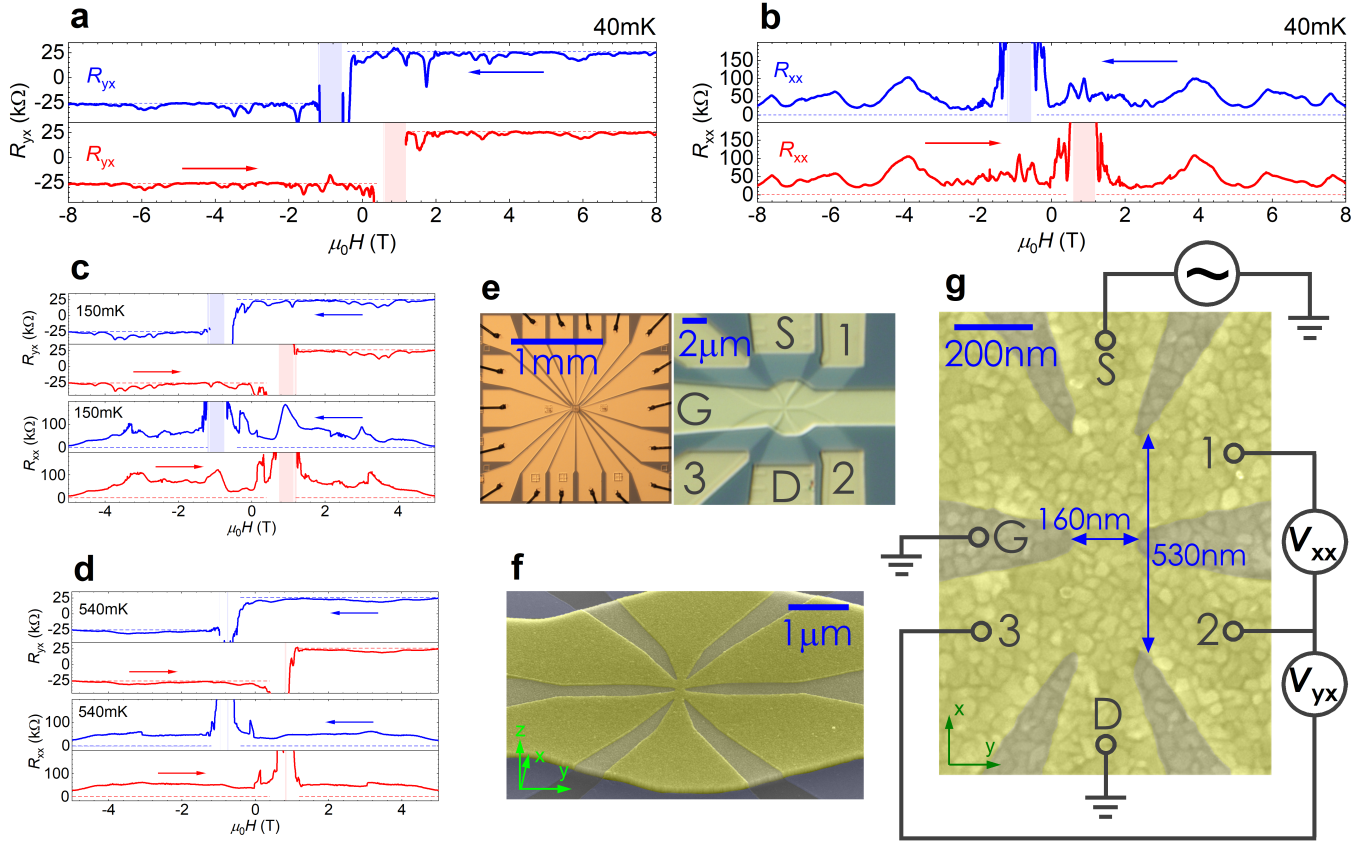 a
40mK
R_yx (kΩ)
25
0
-25
R_yx
25
0
-25
R_yx
-8 -6 -4 -2 0 2 4 6 8
μ₀H (T)
b
40mK
R_xx (kΩ)
150
100
50
0
R_xx
150
100
50
0
R_xx
-8 -6 -4 -2 0 2 4 6 8
μ₀H (T)
c
R_yx (kΩ)
25
0
-25
150mK
25
0
-25
R_xx (kΩ)
100
0
150mK
100
0
-4 -2 0 2 4
μ₀H (T)
d
R_yx (kΩ)
25
0
-25
540mK
25
0
-25
R_xx (kΩ)
100
0
540mK
100
0
-4 -2 0 2 4
μ₀H (T)
e
1mm
2μm
S 1
G
3 D 2
f
1μm
z
x
y
g
~
200nm
S
1
160nm
G
530nm
V_xx
3
2
V_yx
D
x
y